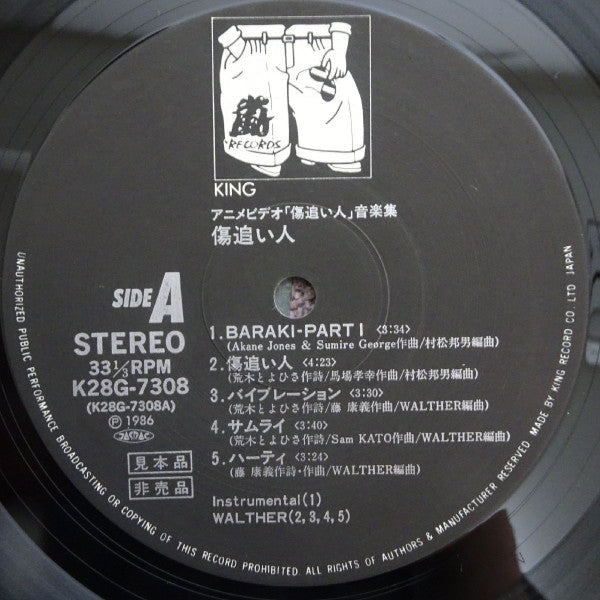 RECORDS
KING
アニメビデオ「傷追い人」音楽集
傷追い人
SIDE A
STEREO
33 1/3 RPM
K28G-7308
(K28G-7308A)
Ⓟ 1986
JASRAC
見本品
非売品
1. BARAKI-PART I <3:34>
(Akane Jones & Sumire George作曲/村松邦男編曲)
2. 傷追い人 <4:23>
(荒木とよひさ作詩/馬場孝幸作曲/村松邦男編曲)
3. バイブレーション <3:30>
(荒木とよひさ作詩/藤 康義作曲/WALTHER編曲)
4. サムライ <3:40>
(荒木とよひさ作詩/Sam KATO作曲/WALTHER編曲)
5. ハーティ <3:24>
(藤 康義作詩・作曲/WALTHER編曲)
Instrumental(1)
WALTHER(2,3,4,5)
UNAUTHORIZED PUBLIC PERFORMANCE BROADCASTING OR COPYING OF THIS RECORD PROHIBITED. ALL RIGHTS OF AUTHORS & MANUFACTURER RESERVED. MADE BY KING RECORD CO. LTD. JAPAN